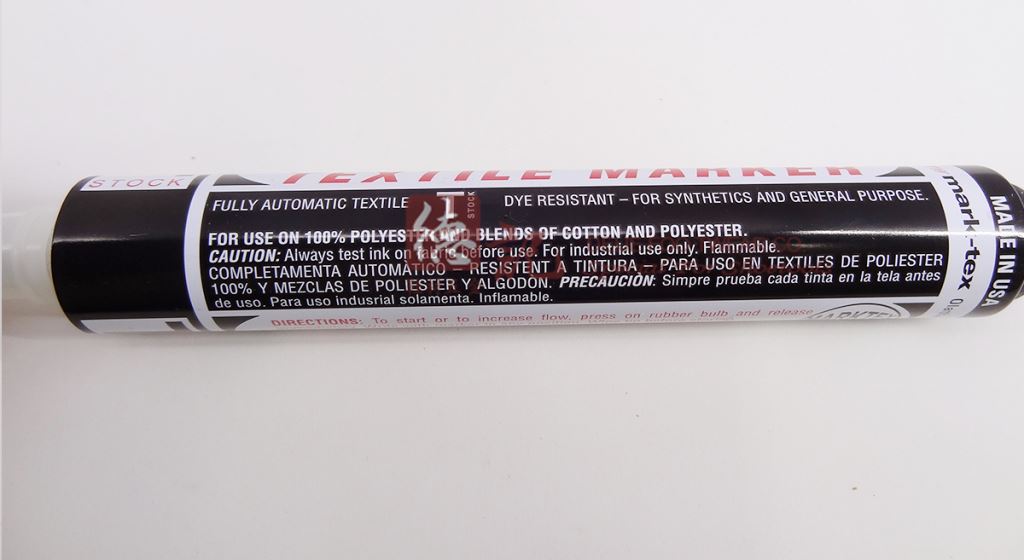 STOCK
TEXTILE MARKER
FULLY AUTOMATIC TEXTILE DYE RESISTANT – FOR SYNTHETICS AND GENERAL PURPOSE.
FOR USE ON 100% POLYESTER AND BLENDS OF COTTON AND POLYESTER.
CAUTION: Always test ink on fabric before use. For industrial use only. Flammable.
COMPLETAMENTA AUTOMATICO – RESISTENT A TINTURA – PARA USO EN TEXTILES DE POLIESTER
100% Y MEZCLAS DE POLIESTER Y ALGODON. PRECAUCIÓN: Simpre prueba cada tinta en la tela antes
de uso. Para uso indusrial solamenta. Inflamable.
DIRECTIONS: To start or to increase flow, press on rubber bulb and release
MARKTEX
mark-tex
MADE IN USA
德
STOCK